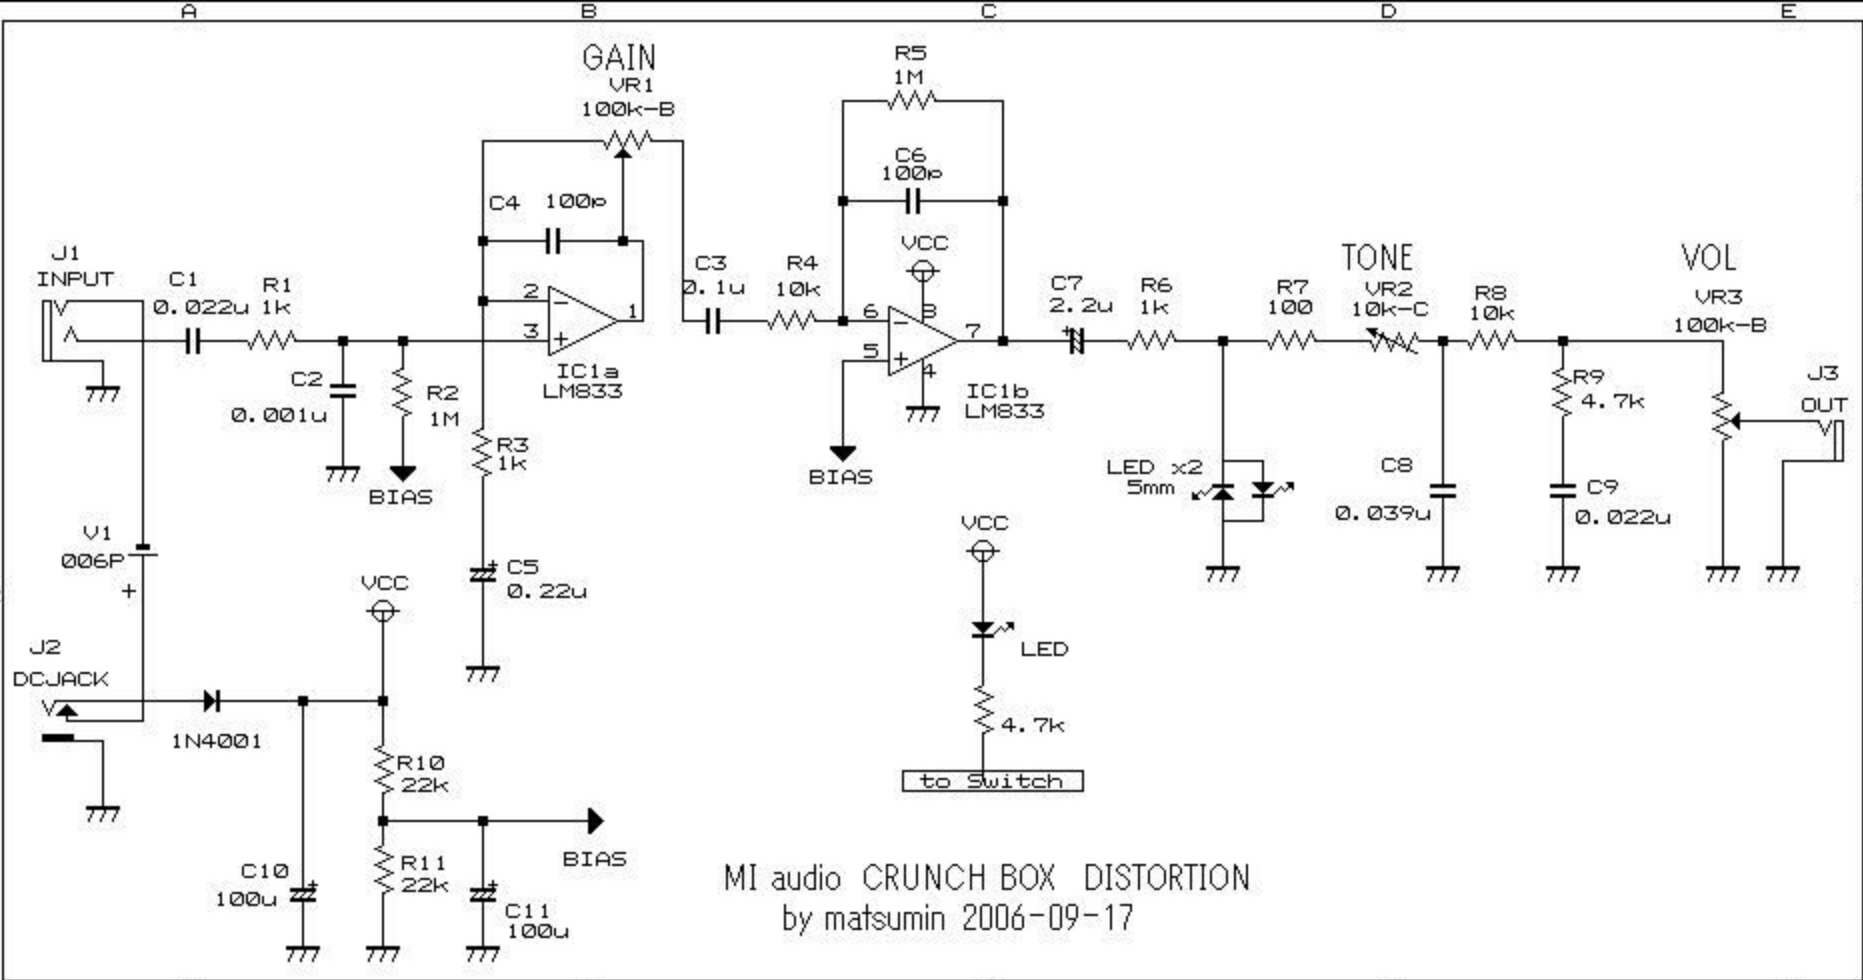 A
B
C
D
E
GAIN
VR1
100k-B
R5
1M
C6
100p
C4 100p
VCC
J1
INPUT
C1
0.022u
R1
1k
2
3
1
IC1a
LM833
C2
0.001u
R2
1M
BIAS
R3
1k
C5
0.22u
C3
0.1u
R4
10k
6
5
8
4
7
IC1b
LM833
BIAS
C7
2.2u
R6
1k
R7
100
TONE
VR2
10k-C
R8
10k
VOL
VR3
100k-B
R9
4.7k
J3
OUT
LED x2
5mm
C8
0.039u
C9
0.022u
V1
006P
+
VCC
J2
DCJACK
1N4001
R10
22k
R11
22k
BIAS
C10
100u
C11
100u
VCC
LED
4.7k
to Switch
MI audio CRUNCH BOX DISTORTION
by matsumin 2006-09-17